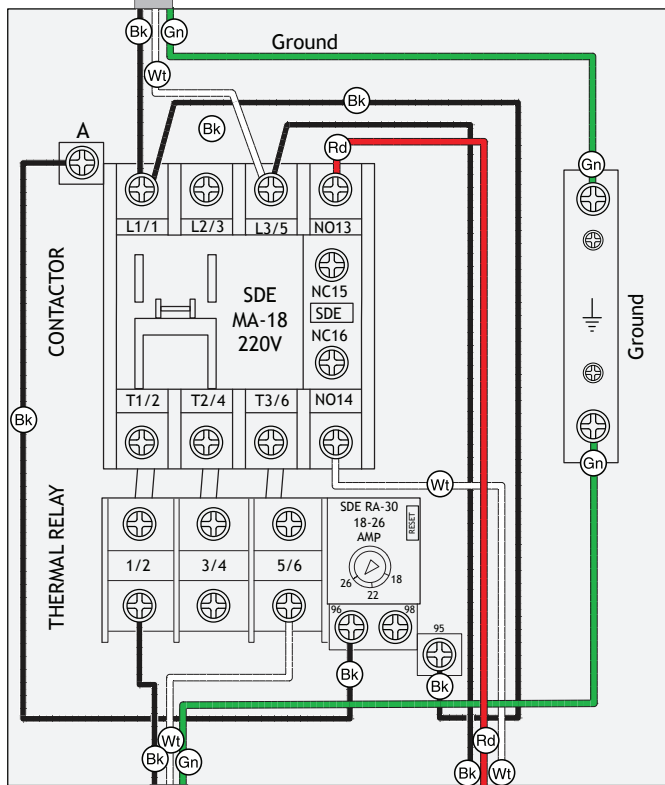 Bk
Gn
Ground
Wt
Bk
Bk
Rd
A
Gn
L1/1 L2/3 L3/5 NO13
CONTACTOR
SDE
MA-18
220V
NC15
SDE
NC16
Ground
T1/2 T2/4 T3/6 NO14
Bk
Gn
Wt
THERMAL RELAY
SDE RA-30
18-26
AMP
RESET
1/2 3/4 5/6
26 18
22
96 98
95
Bk
Bk
Wt
Rd
Bk
Gn
Bk
Wt